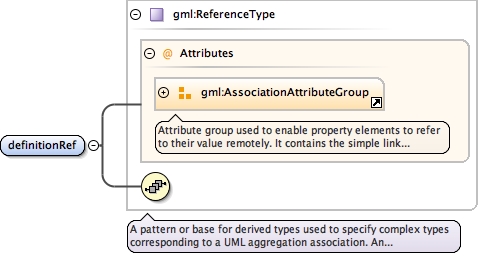 gml:ReferenceType
@ Attributes
gml:AssociationAttributeGroup
Attribute group used to enable property elements to refer
to their value remotely. It contains the simple link...
definitionRef
A pattern or base for derived types used to specify complex types
corresponding to a UML aggregation association. An...